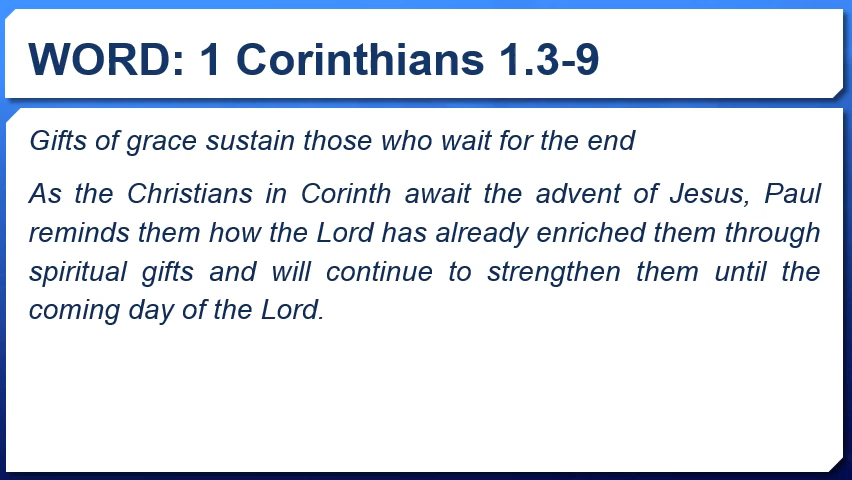 WORD: 1 Corinthians 1.3-9
Gifts of grace sustain those who wait for the end
As the Christians in Corinth await the advent of Jesus, Paul
reminds them how the Lord has already enriched them through
spiritual gifts and will continue to strengthen them until the
coming day of the Lord.